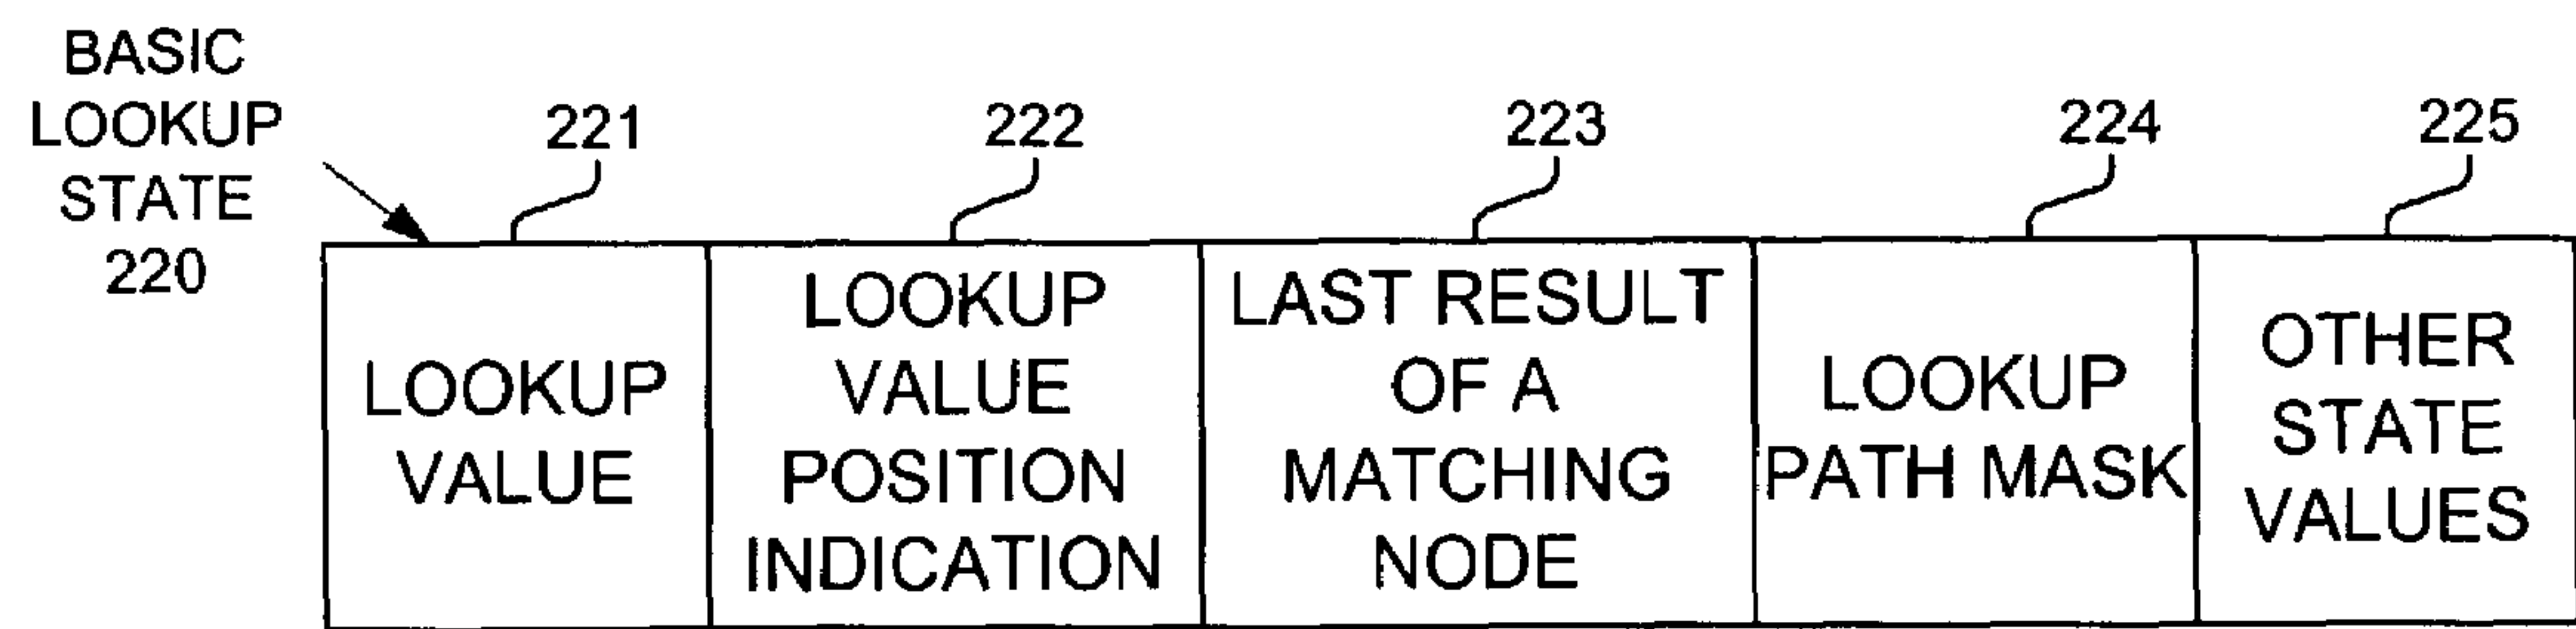 BASIC
LOOKUP
STATE
220
221
222
223
224
225
LOOKUP
VALUE
LOOKUP
VALUE
POSITION
INDICATION
LAST RESULT
OF A
MATCHING
NODE
LOOKUP
PATH MASK
OTHER
STATE
VALUES